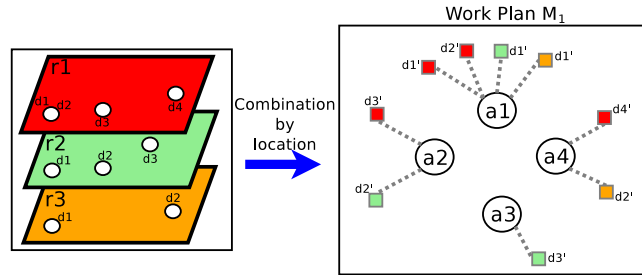 Work Plan M1
r1
d1 d2
d3
d4
r2
d1
d2
d3
r3
d1
d2
Combination
by
location
d1'
d2'
d1'
d1'
a1
d3'
a2
d2'
d4'
a4
d2'
a3
d3'